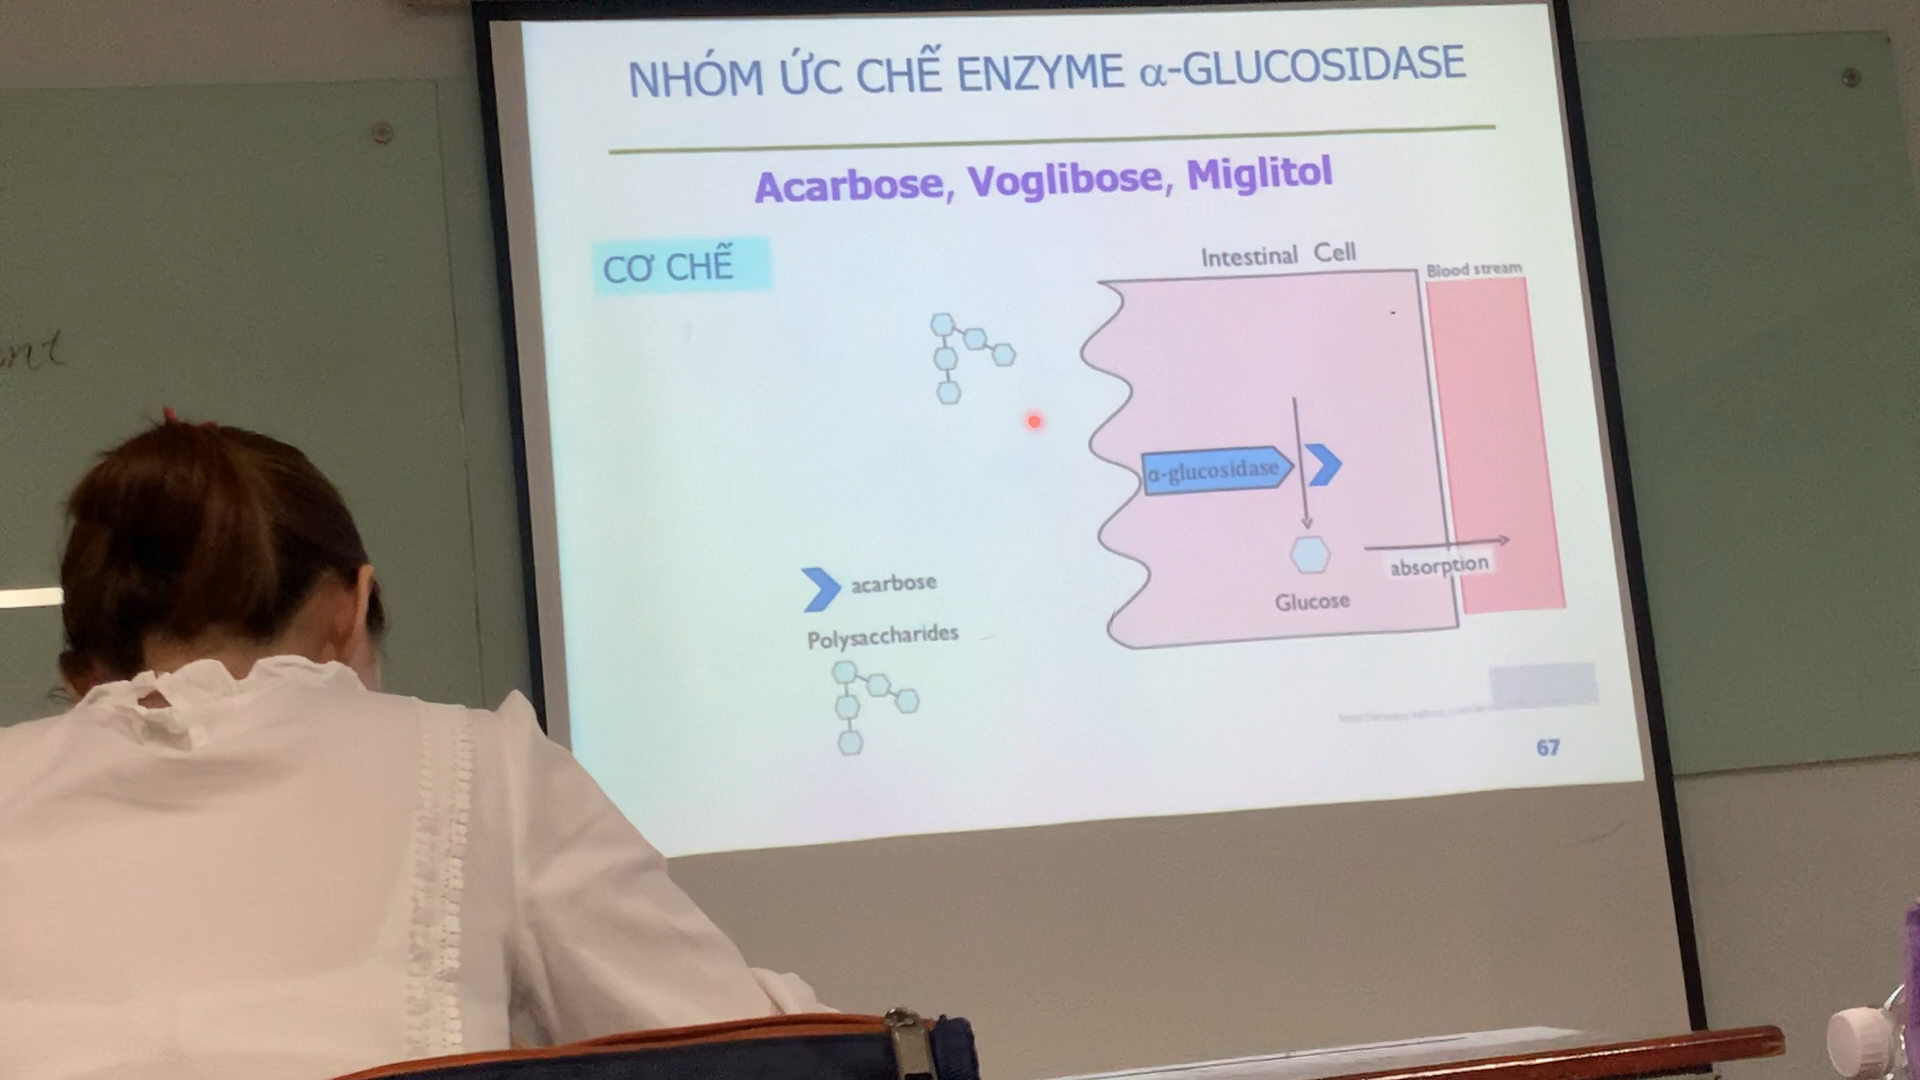 NHÓM ỨC CHẾ ENZYME α-GLUCOSIDASE
Acarbose, Voglibose, Miglitol
CƠ CHẾ
Intestinal Cell
Blood stream
α-glucosidase
absorption
Glucose
acarbose
Polysaccharides
67